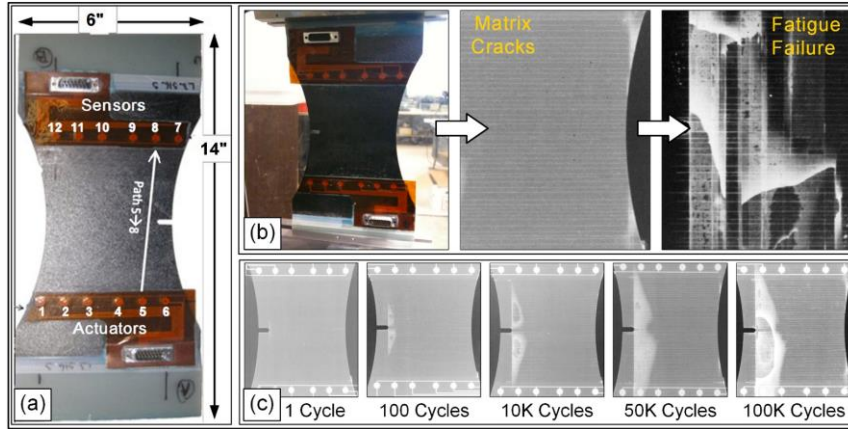 6"
Sensors
12 11 10 9 8 7
14"
Path 5→8
1 2 3 4 5 6
Actuators
(a)
(b)
Matrix
Cracks
Fatigue
Failure
(c)
1 Cycle
100 Cycles
10K Cycles
50K Cycles
100K Cycles